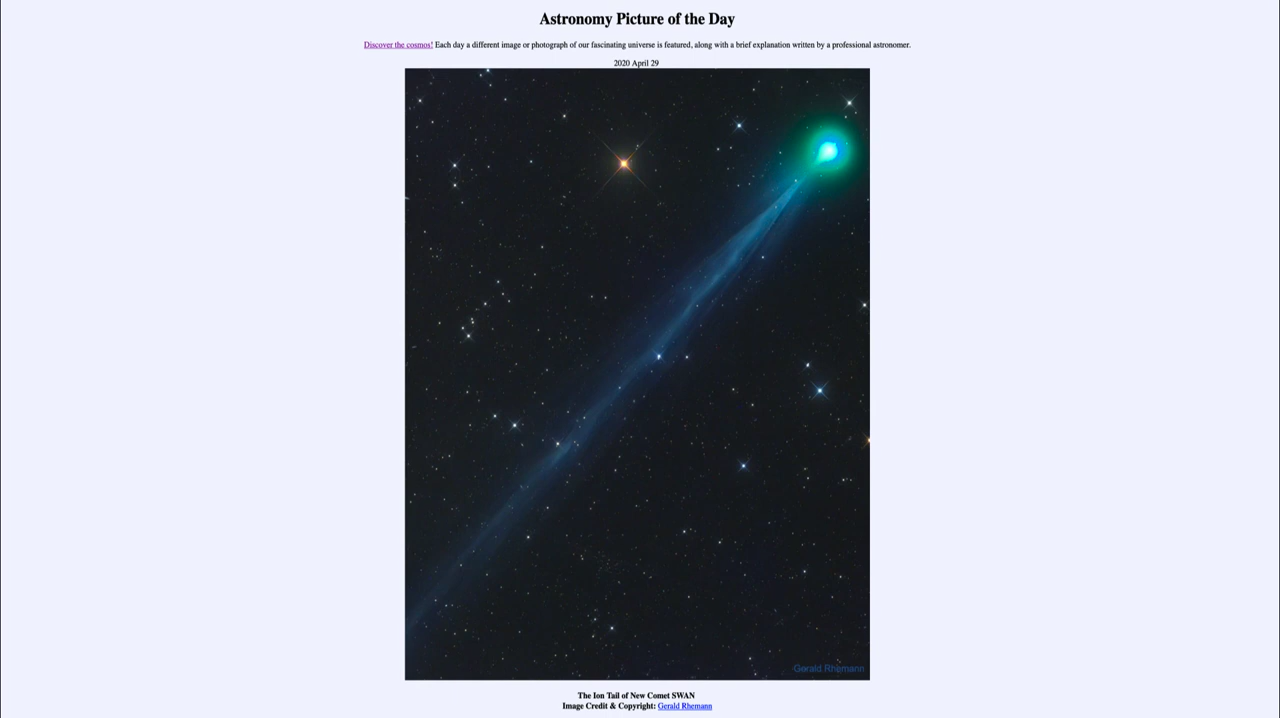 Astronomy Picture of the Day
Discover the cosmos! Each day a different image or photograph of our fascinating universe is featured, along with a brief explanation written by a professional astronomer.
2020 April 29
Gerald Rhemann
The Ion Tail of New Comet SWAN
Image Credit & Copyright: Gerald Rhemann